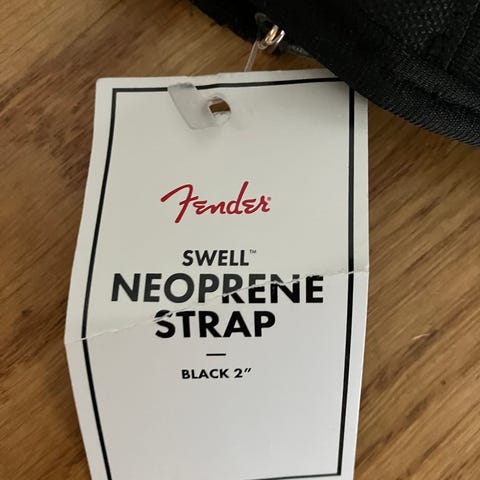 Fender®
SWELL™
NEOPRENE
STRAP
—
BLACK 2"